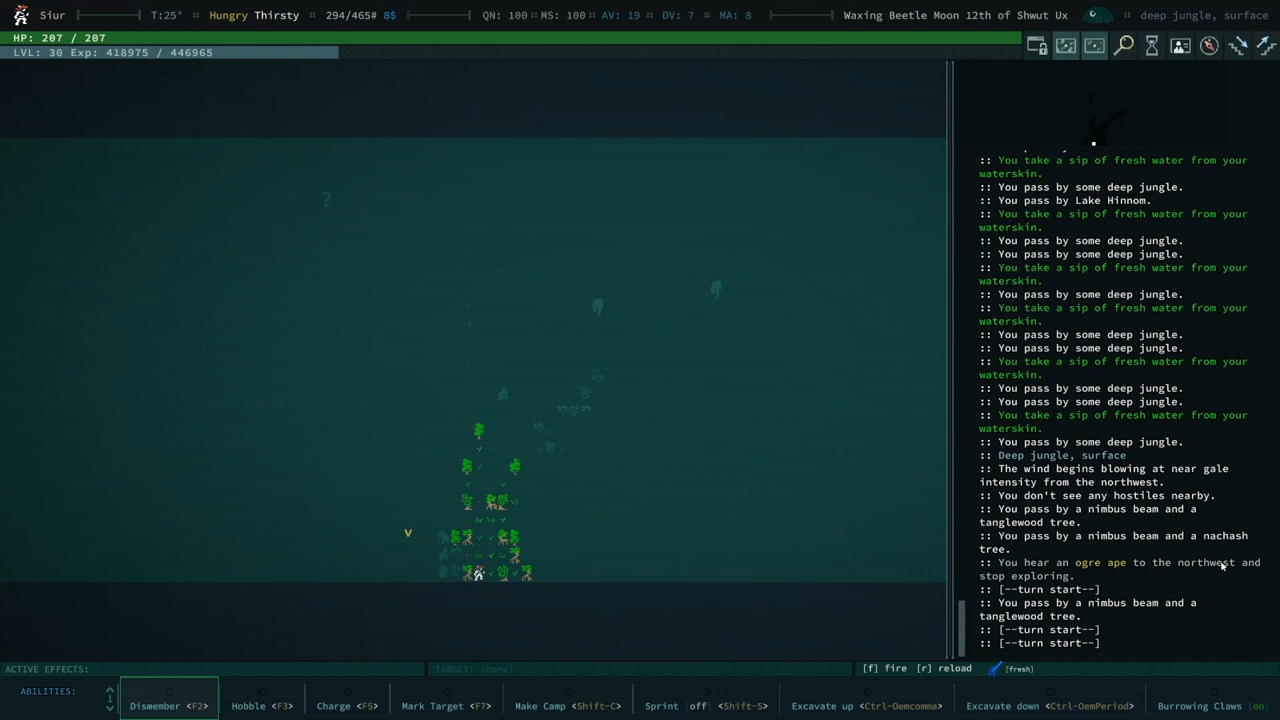 Siur T:25° Hungry Thirsty 294/465# 8$ QN: 100 MS: 100 AV: 19 DV: 7 MA: 8 Waxing Beetle Moon 12th of Shwut Ux deep jungle, surface
HP: 207 / 207
LVL: 30 Exp: 418975 / 446965
:: You take a sip of fresh water from your
waterskin.
:: You pass by some deep jungle.
:: You pass by Lake Hinnom.
:: You take a sip of fresh water from your
waterskin.
:: You pass by some deep jungle.
:: You pass by some deep jungle.
:: You take a sip of fresh water from your
waterskin.
:: You pass by some deep jungle.
:: You take a sip of fresh water from your
waterskin.
:: You pass by some deep jungle.
:: You pass by some deep jungle.
:: You take a sip of fresh water from your
waterskin.
:: You pass by some deep jungle.
:: You pass by some deep jungle.
:: You take a sip of fresh water from your
waterskin.
:: You pass by some deep jungle.
:: Deep jungle, surface
:: The wind begins blowing at near gale
intensity from the northwest.
:: You don't see any hostiles nearby.
:: You pass by a nimbus beam and a
tanglewood tree.
:: You pass by a nimbus beam and a nachash
tree.
:: You hear an ogre ape to the northwest and
stop exploring.
:: [--turn start--]
:: You pass by a nimbus beam and a
tanglewood tree.
:: [--turn start--]
:: [--turn start--]
?
v
ACTIVE EFFECTS: TARGET: [none] [f] fire [r] reload [fresh]
ABILITIES: 1 Dismember <F2> Hobble <F3> Charge <F5> Mark Target <F7> Make Camp <Shift-C> Sprint [off] <Shift-S> Excavate up <Ctrl-Oemcomma> Excavate down <Ctrl-OemPeriod> Burrowing Claws [on]